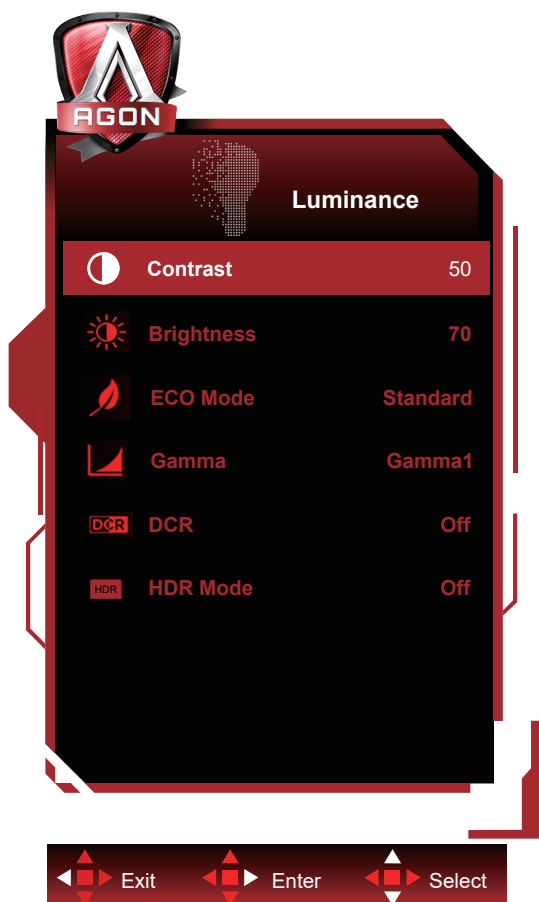 AGON
Luminance
Contrast 50
Brightness 70
ECO Mode Standard
Gamma Gamma1
DCR DCR Off
HDR HDR Mode Off
Exit Enter Select